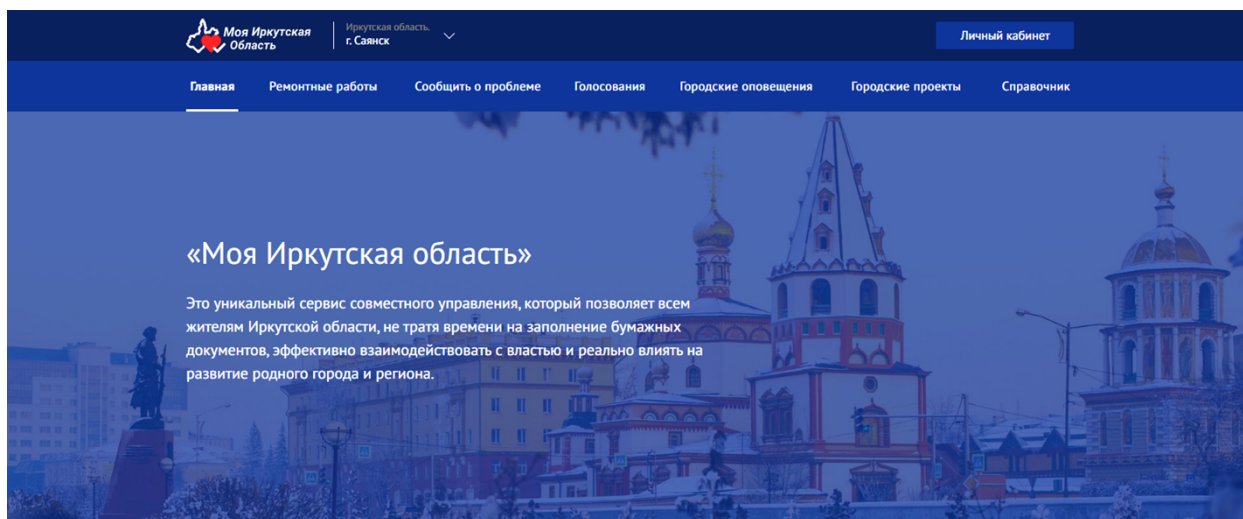 Моя Иркутская
Область
Иркутская область.
г. Саянск
Личный кабинет
Главная
Ремонтные работы
Сообщить о проблеме
Голосования
Городские оповещения
Городские проекты
Справочник
«Моя Иркутская область»
Это уникальный сервис совместного управления, который позволяет всем
жителям Иркутской области, не тратя времени на заполнение бумажных
документов, эффективно взаимодействовать с властью и реально влиять на
развитие родного города и региона.